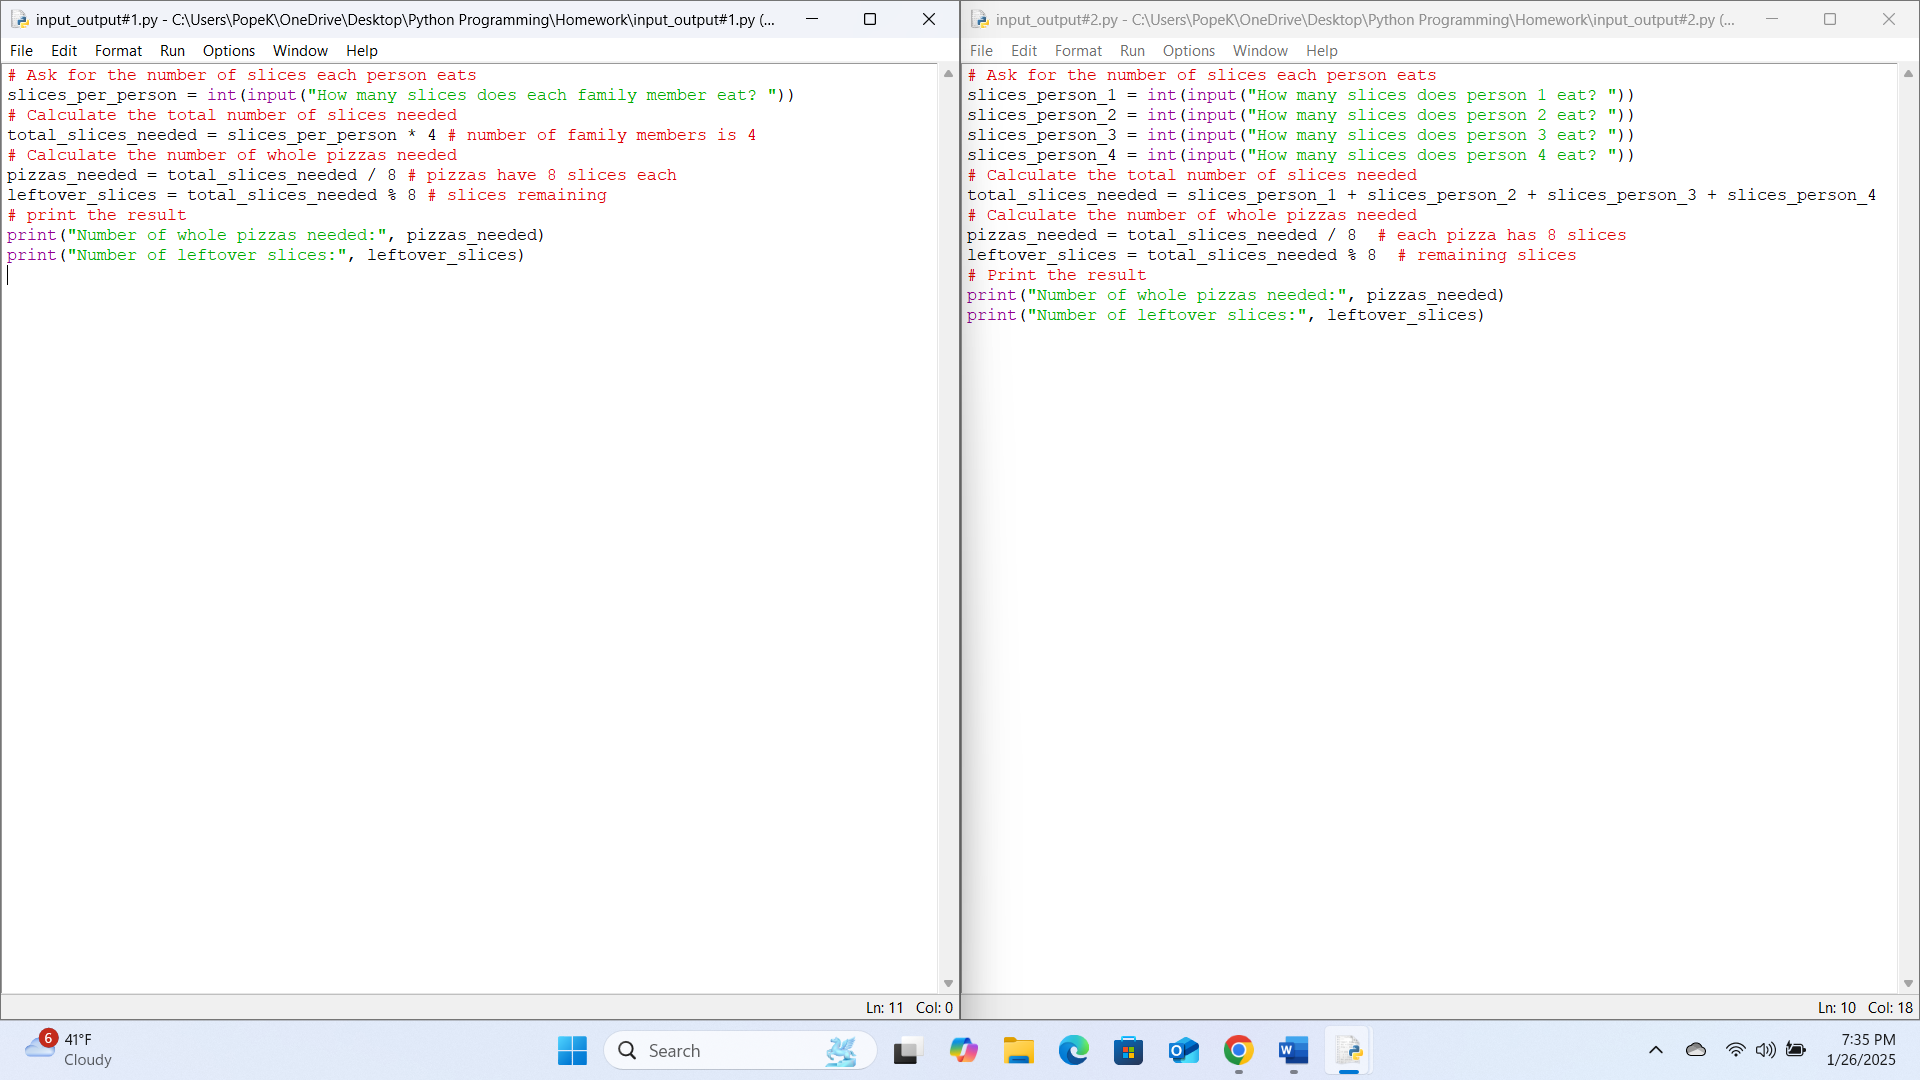 input_output#1.py - C:\Users\PopeK\OneDrive\Desktop\Python Programming\Homework\input_output#1.py (...
File Edit Format Run Options Window Help
# Ask for the number of slices each person eats
slices_per_person = int(input("How many slices does each family member eat? "))
# Calculate the total number of slices needed
total_slices_needed = slices_per_person * 4 # number of family members is 4
# Calculate the number of whole pizzas needed
pizzas_needed = total_slices_needed / 8 # pizzas have 8 slices each
leftover_slices = total_slices_needed % 8 # slices remaining
# print the result
print("Number of whole pizzas needed:", pizzas_needed)
print("Number of leftover slices:", leftover_slices)
Ln: 11 Col: 0
input_output#2.py - C:\Users\PopeK\OneDrive\Desktop\Python Programming\Homework\input_output#2.py (...
File Edit Format Run Options Window Help
# Ask for the number of slices each person eats
slices_person_1 = int(input("How many slices does person 1 eat? "))
slices_person_2 = int(input("How many slices does person 2 eat? "))
slices_person_3 = int(input("How many slices does person 3 eat? "))
slices_person_4 = int(input("How many slices does person 4 eat? "))
# Calculate the total number of slices needed
total_slices_needed = slices_person_1 + slices_person_2 + slices_person_3 + slices_person_4
# Calculate the number of whole pizzas needed
pizzas_needed = total_slices_needed / 8  # each pizza has 8 slices
leftover_slices = total_slices_needed % 8  # remaining slices
# Print the result
print("Number of whole pizzas needed:", pizzas_needed)
print("Number of leftover slices:", leftover_slices)
Ln: 10 Col: 18
6
41°F
Cloudy
Search
7:35 PM
1/26/2025